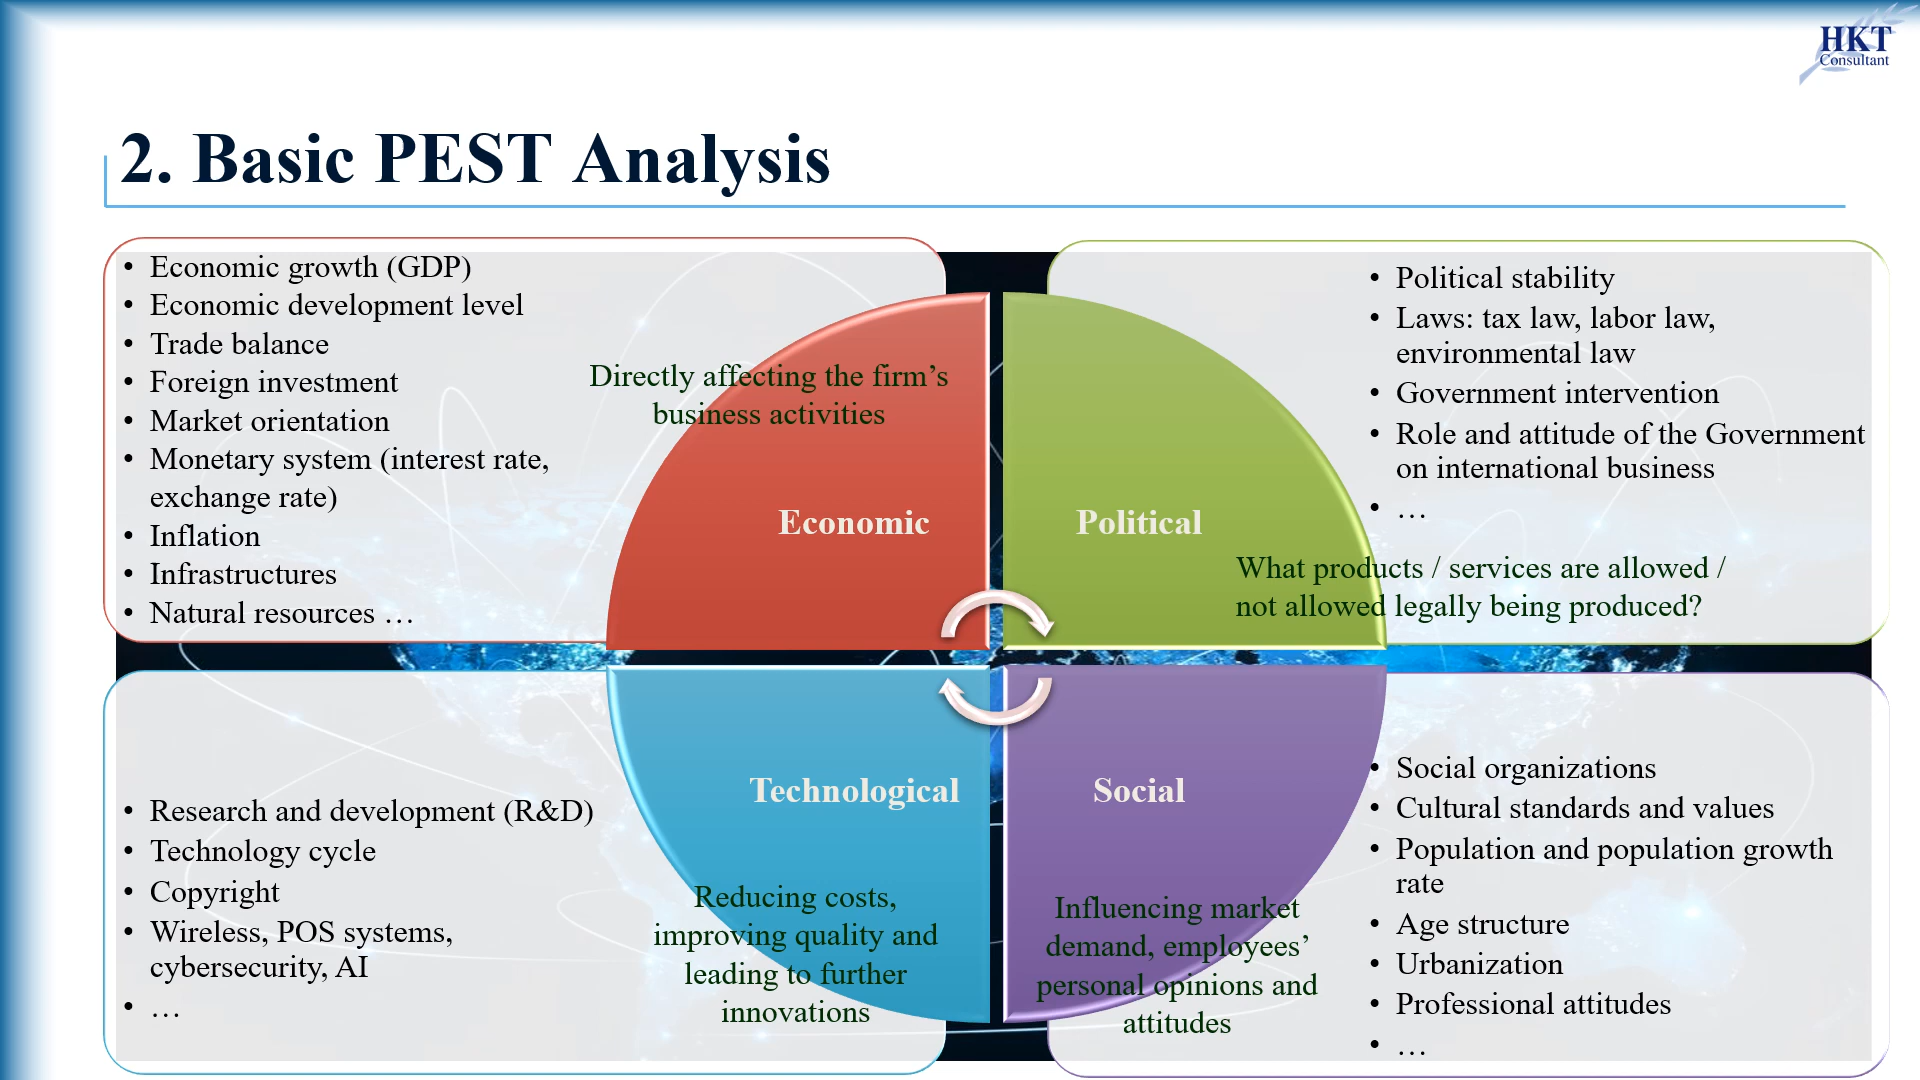 HKT
Consultant
2. Basic PEST Analysis
• Economic growth (GDP)
• Economic development level
• Trade balance
• Foreign investment
• Market orientation
• Monetary system (interest rate,
exchange rate)
• Inflation
• Infrastructures
• Natural resources …
Directly affecting the firm’s
business activities
Economic
Political
• Political stability
• Laws: tax law, labor law,
environmental law
• Government intervention
• Role and attitude of the Government
on international business
• …
What products / services are allowed /
not allowed legally being produced?
• Research and development (R&D)
• Technology cycle
• Copyright
• Wireless, POS systems,
cybersecurity, AI
• …
Technological
Reducing costs,
improving quality and
leading to further
innovations
Social
Influencing market
demand, employees’
personal opinions and
attitudes
• Social organizations
• Cultural standards and values
• Population and population growth
rate
• Age structure
• Urbanization
• Professional attitudes
• …